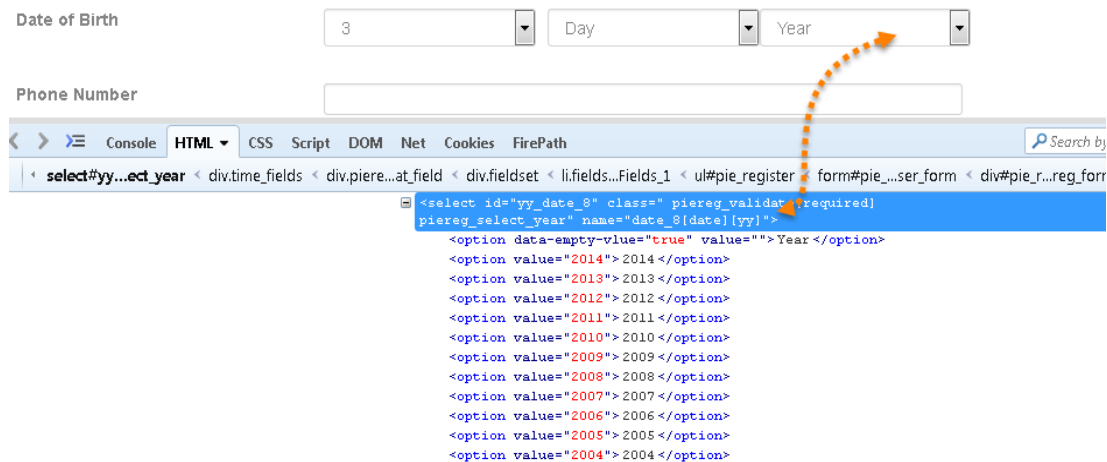 Date of Birth 3 Day Year
Phone Number
Console HTML CSS Script DOM Net Cookies FirePath Search by
select#yy...ect_year < div.time_fields < div.piere...at_field < div.fieldset < li.fields...Fields_1 < ul#pie_register < form#pie_...ser_form < div#pie_r...reg_form
<select id="yy_date_8" class=" piereg_validate[required]
piereg_select_year" name="date_8[date][yy]">
<option data-empty-vlue="true" value="">Year</option>
<option value="2014">2014</option>
<option value="2013">2013</option>
<option value="2012">2012</option>
<option value="2011">2011</option>
<option value="2010">2010</option>
<option value="2009">2009</option>
<option value="2008">2008</option>
<option value="2007">2007</option>
<option value="2006">2006</option>
<option value="2005">2005</option>
<option value="2004">2004</option>